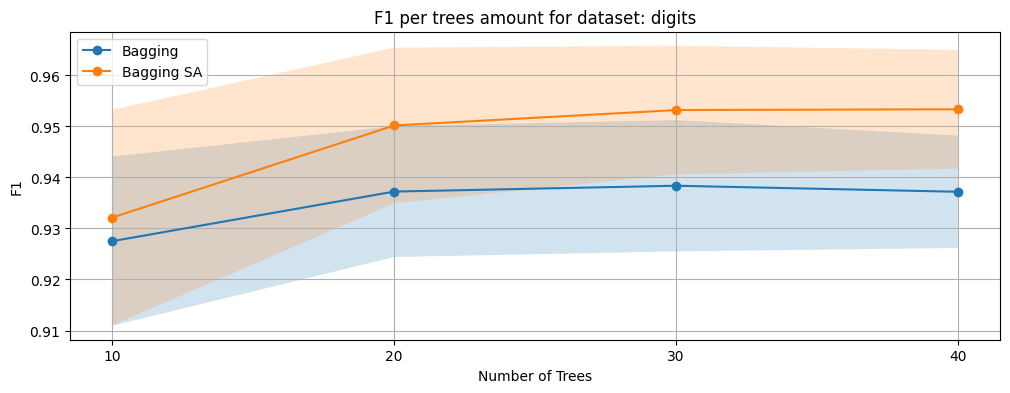 F1 per trees amount for dataset: digits
Bagging
Bagging SA
F1
0.96
0.95
0.94
0.93
0.92
0.91
10 20 30 40
Number of Trees